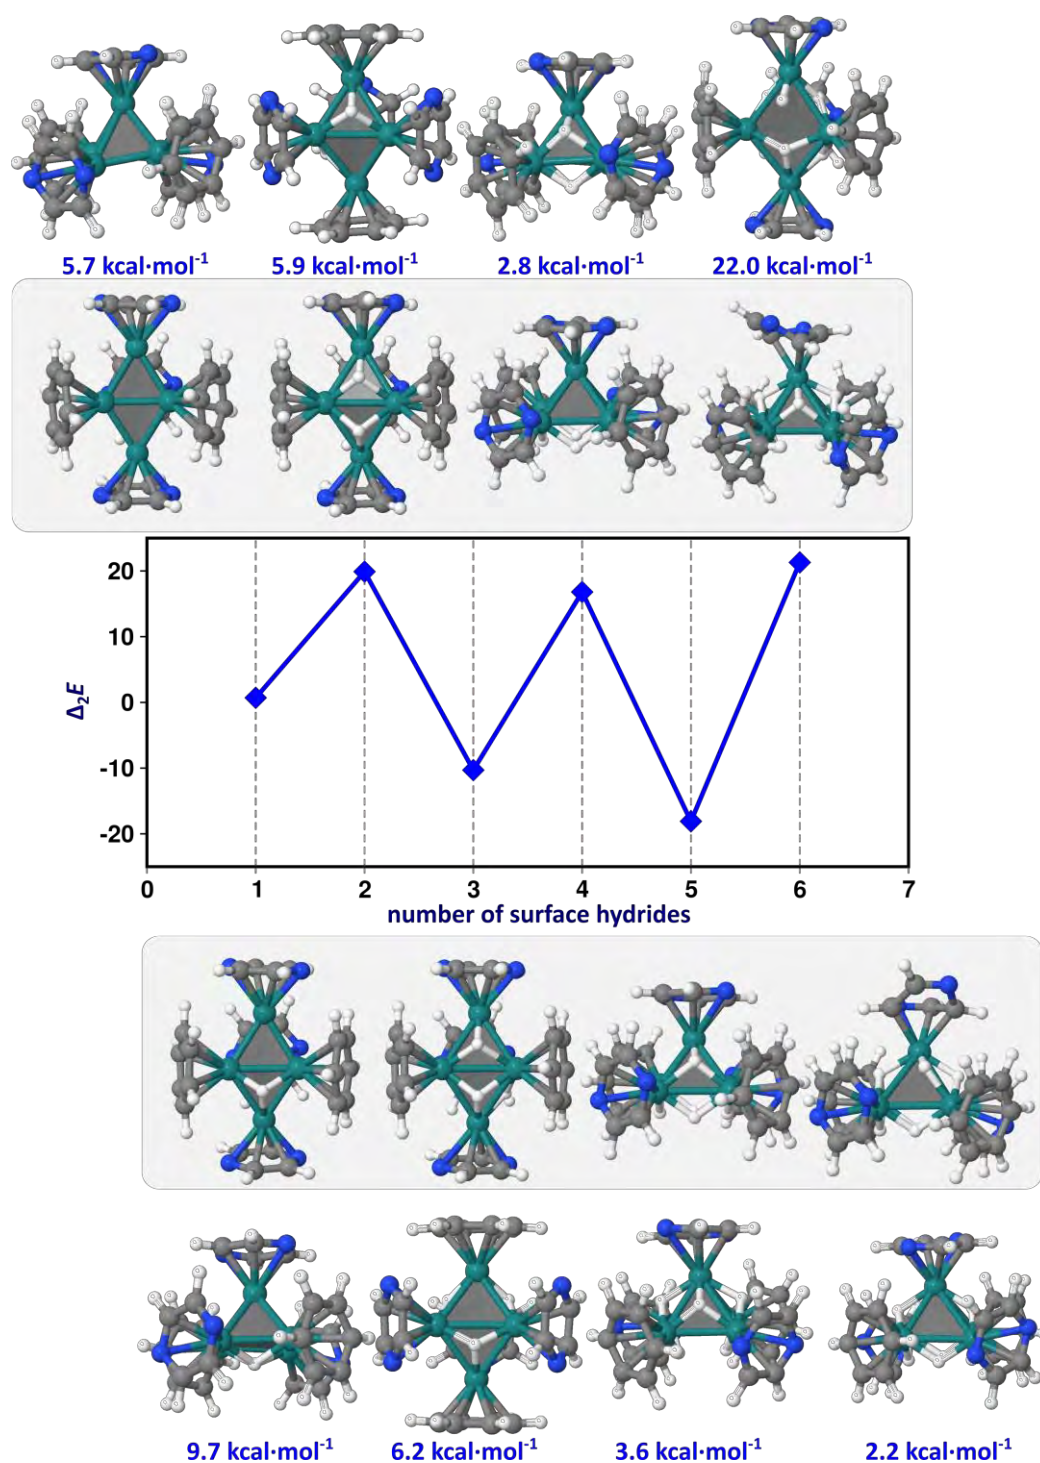 5.7 kcal·mol⁻¹ 5.9 kcal·mol⁻¹ 2.8 kcal·mol⁻¹ 22.0 kcal·mol⁻¹
20
10
0
-10
-20
Δ₂E
0 1 2 3 4 5 6 7
number of surface hydrides
9.7 kcal·mol⁻¹ 6.2 kcal·mol⁻¹ 3.6 kcal·mol⁻¹ 2.2 kcal·mol⁻¹